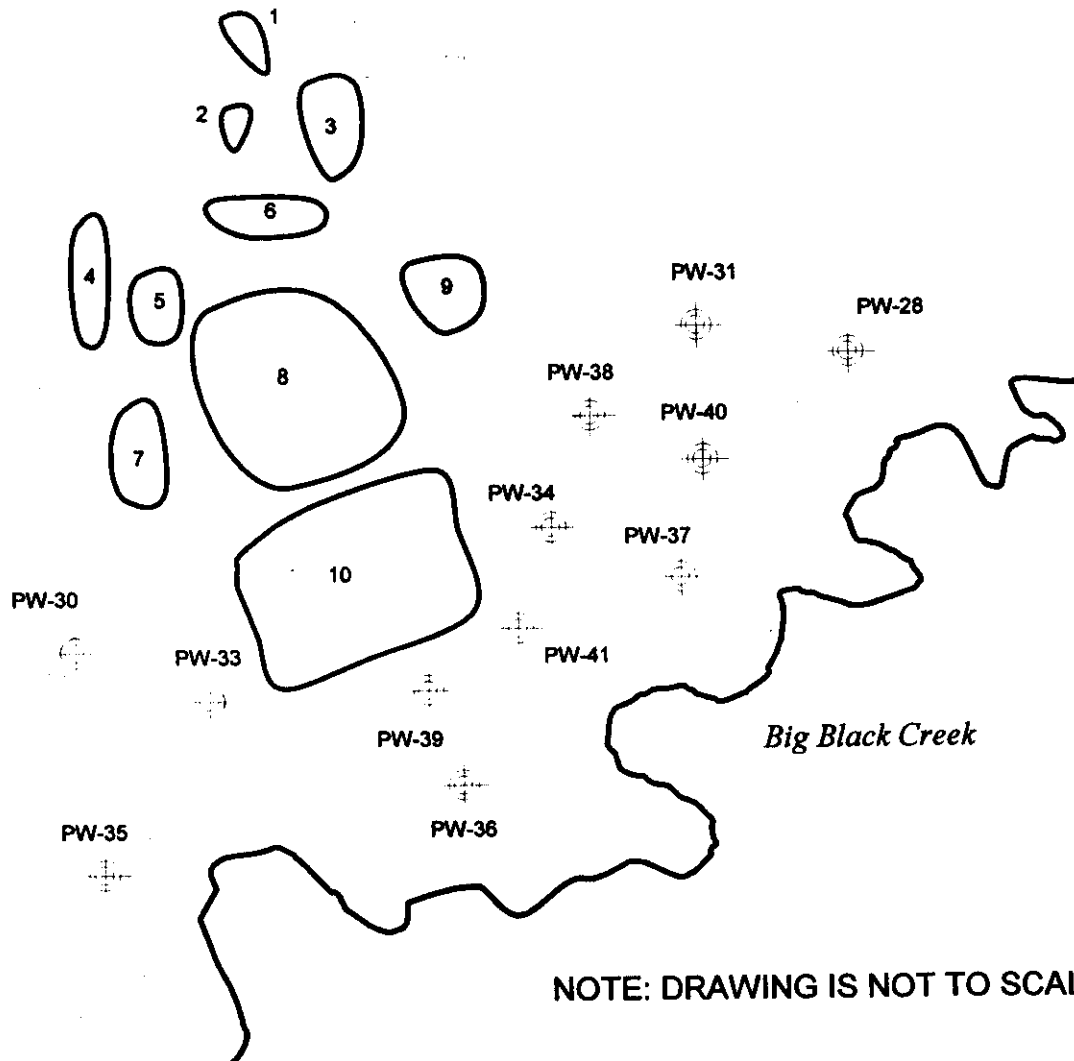 1
2
3
6
4
5
9
PW-31
PW-28
8
PW-38
PW-40
7
PW-34
PW-37
10
PW-30
PW-33
PW-41
PW-39
Big Black Creek
PW-35
PW-36
NOTE: DRAWING IS NOT TO SCAL